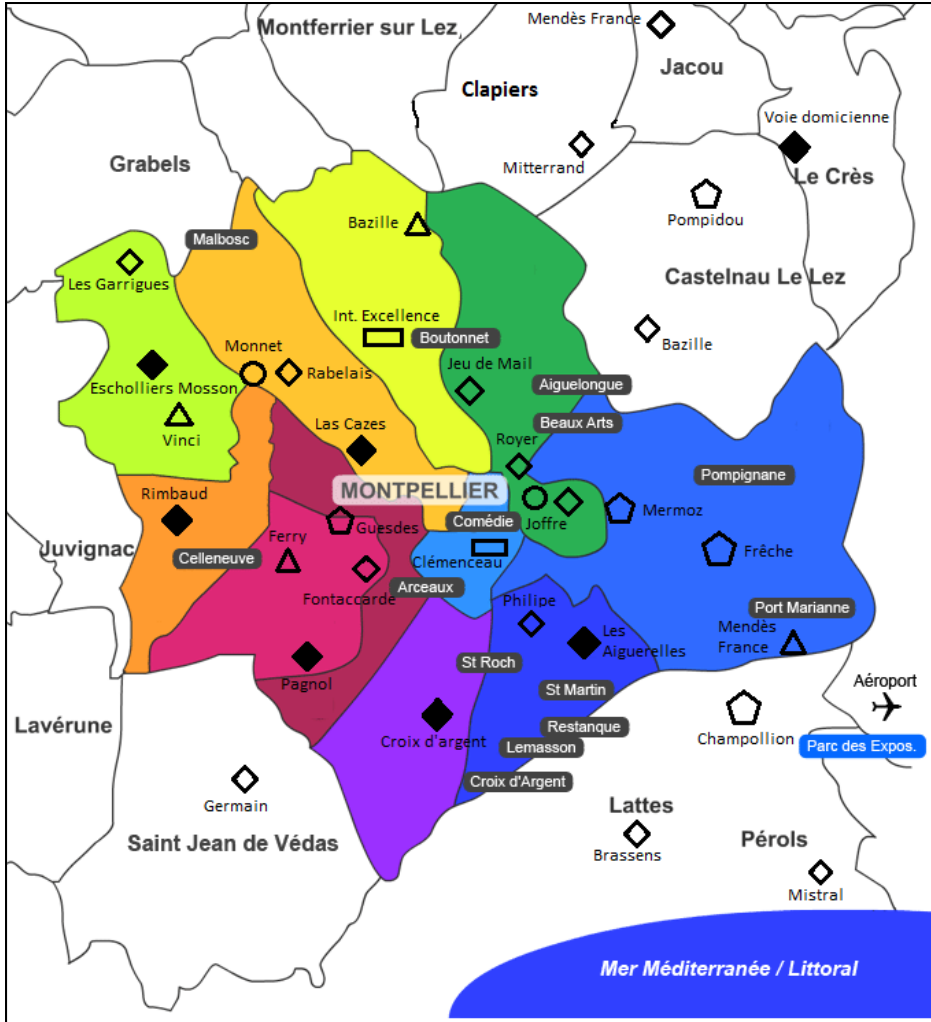 Mendès France
Montferrier sur Lez
Jacou
Clapiers
Voie domicienne
Mitterrand
Grabels
Le Crès
Pompidou
Bazille
Malbosc
Les Garrigues
Castelnau Le Lez
Int. Excellence
Boutonnet
Bazille
Monnet
Jeu de Mail
Rabelais
Escholliers Mosson
Aiguelongue
Las Cazes
Beaux Arts
Vinci
Royer
Pompignane
Rimbaud
MONTPELLIER
Mermoz
Comédie
Joffre
Guesdes
Ferry
Juvignac
Frêche
Celleneuve
Clémenceau
Arceaux
Fontaccarde
Philipe
Port Marianne
Mendès
France
Les
Aiguerelles
St Roch
Pagnol
Aéroport
St Martin
Lavérune
Restanque
Champollion
Croix d'argent
Lemasson
Parc des Expos.
Croix d'Argent
Germain
Lattes
Saint Jean de Védas
Pérols
Brassens
Mistral
Mer Méditerranée / Littoral